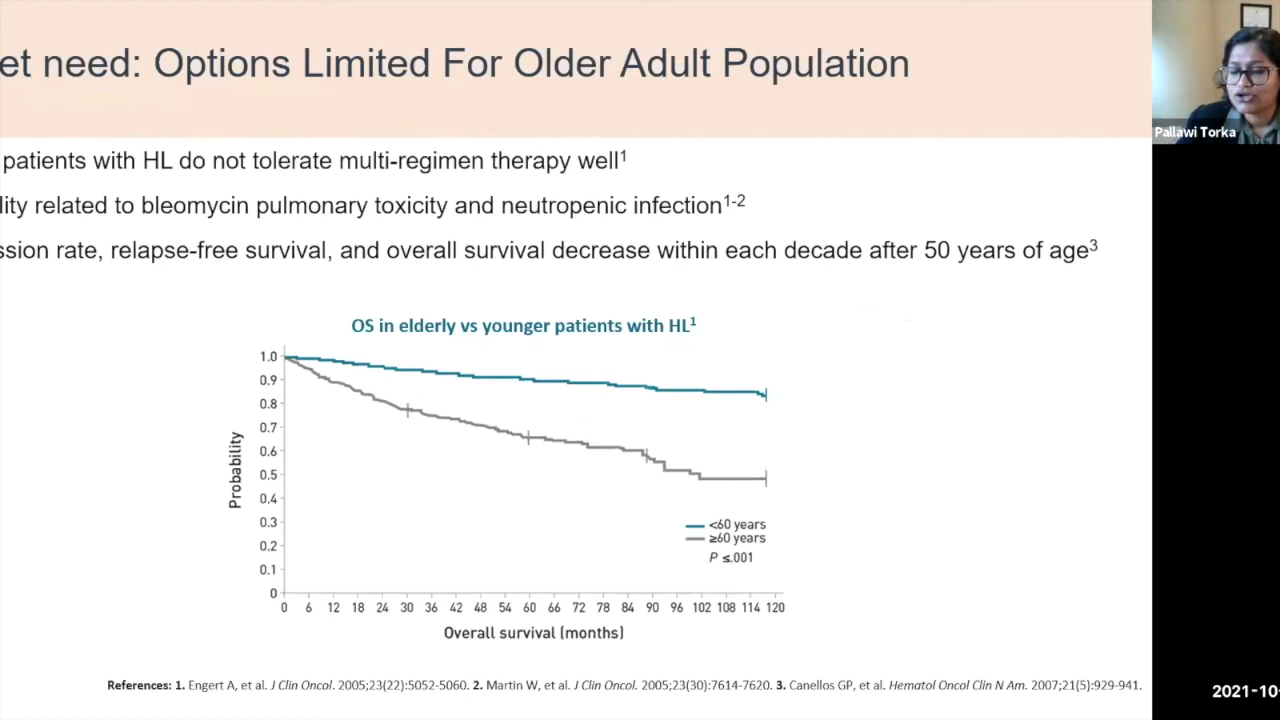 et need: Options Limited For Older Adult Population
Pallawi Torka
patients with HL do not tolerate multi-regimen therapy well1
lity related to bleomycin pulmonary toxicity and neutropenic infection1-2
ssion rate, relapse-free survival, and overall survival decrease within each decade after 50 years of age3
OS in elderly vs younger patients with HL1
1.0
0.9
0.8
0.7
0.6
0.5
0.4
0.3
0.2
0.1
0
Probability
<60 years
≥60 years
P ≤.001
0 6 12 18 24 30 36 42 48 54 60 66 72 78 84 90 96 102 108 114 120
Overall survival (months)
References: 1. Engert A, et al. J Clin Oncol. 2005;23(22):5052-5060. 2. Martin W, et al. J Clin Oncol. 2005;23(30):7614-7620. 3. Canellos GP, et al. Hematol Oncol Clin N Am. 2007;21(5):929-941.
2021-10